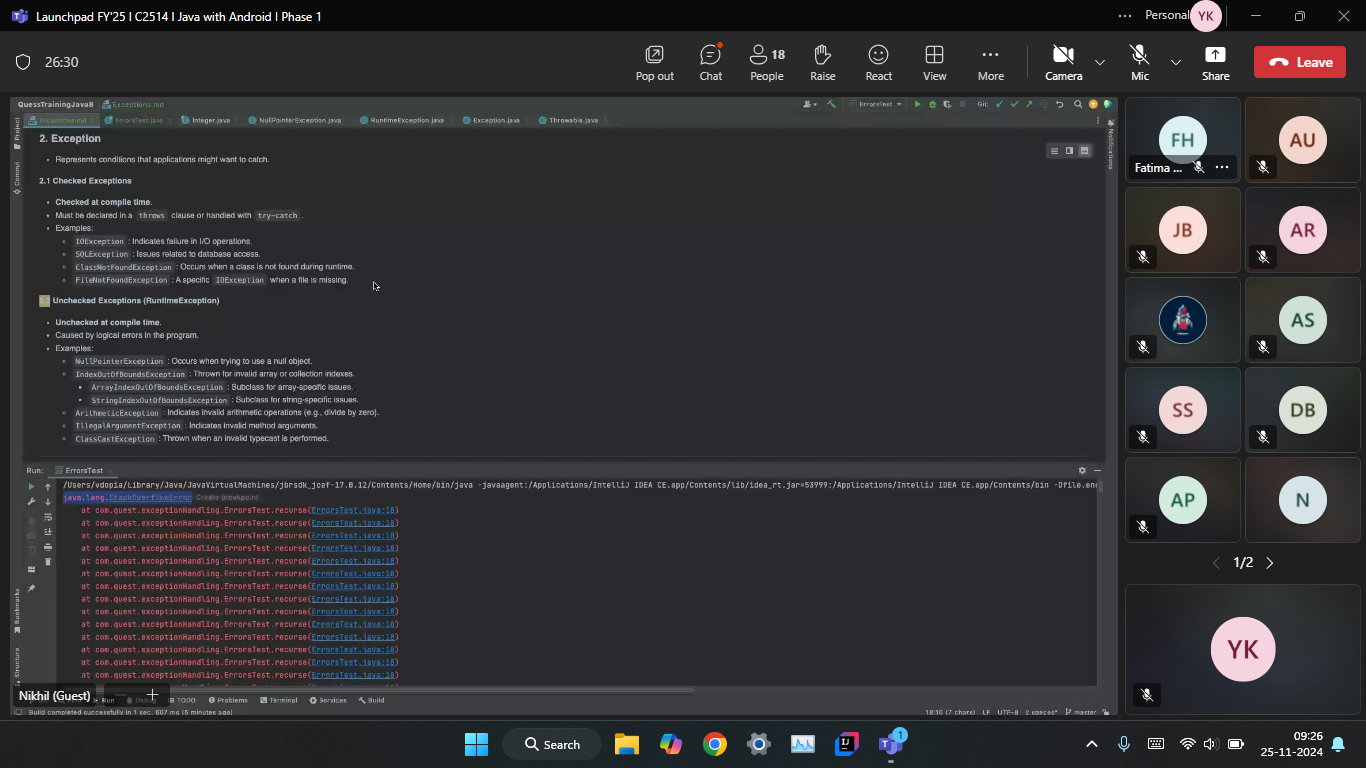 Launchpad FY'25 | C2514 | Java with Android | Phase 1
Personal
YK
26:30
Pop out
Chat
18
People
Raise
React
View
More
Camera
Mic
Share
Leave
QuessTrainingJava8
Exceptions.md
ErrorsTest
Git:
Exceptions.md
ErrorsTest.java
Integer.java
NullPointerException.java
RuntimeException.java
Exception.java
Throwable.java
Project
Commit
Notifications
2. Exception
• Represents conditions that applications might want to catch.
2.1 Checked Exceptions
• Checked at compile time.
• Must be declared in a throws clause or handled with try-catch .
• Examples:
IOException : Indicates failure in I/O operations.
SQLException : Issues related to database access.
ClassNotFoundException : Occurs when a class is not found during runtime.
FileNotFoundException : A specific IOException when a file is missing.
Unchecked Exceptions (RuntimeException)
• Unchecked at compile time.
• Caused by logical errors in the program.
• Examples:
NullPointerException : Occurs when trying to use a null object.
IndexOutOfBoundsException : Thrown for invalid array or collection indexes.
ArrayIndexOutOfBoundsException : Subclass for array-specific issues.
StringIndexOutOfBoundsException : Subclass for string-specific issues.
ArithmeticException : Indicates invalid arithmetic operations (e.g., divide by zero).
IllegalArgumentException : Indicates invalid method arguments.
ClassCastException : Thrown when an invalid typecast is performed.
Run: ErrorsTest
/Users/vdopia/Library/Java/JavaVirtualMachines/jbrsdk_jcef-17.0.12/Contents/Home/bin/java -javaagent:/Applications/IntelliJ IDEA CE.app/Contents/lib/idea_rt.jar=53999:/Applications/IntelliJ IDEA CE.app/Contents/bin -Dfile.en
java.lang.StackOverflowError Create breakpoint
at com.quest.exceptionHandling.ErrorsTest.recurse(ErrorsTest.java:18)
at com.quest.exceptionHandling.ErrorsTest.recurse(ErrorsTest.java:18)
at com.quest.exceptionHandling.ErrorsTest.recurse(ErrorsTest.java:18)
at com.quest.exceptionHandling.ErrorsTest.recurse(ErrorsTest.java:18)
at com.quest.exceptionHandling.ErrorsTest.recurse(ErrorsTest.java:18)
at com.quest.exceptionHandling.ErrorsTest.recurse(ErrorsTest.java:18)
at com.quest.exceptionHandling.ErrorsTest.recurse(ErrorsTest.java:18)
at com.quest.exceptionHandling.ErrorsTest.recurse(ErrorsTest.java:18)
at com.quest.exceptionHandling.ErrorsTest.recurse(ErrorsTest.java:18)
at com.quest.exceptionHandling.ErrorsTest.recurse(ErrorsTest.java:18)
at com.quest.exceptionHandling.ErrorsTest.recurse(ErrorsTest.java:18)
at com.quest.exceptionHandling.ErrorsTest.recurse(ErrorsTest.java:18)
at com.quest.exceptionHandling.ErrorsTest.recurse(ErrorsTest.java:18)
at com.quest.exceptionHandling.ErrorsTest.recurse(ErrorsTest.java:18)
Bookmarks
Structure
Nikhil (Guest)
Run
Debug
TODO
Problems
Terminal
Services
Build
Build completed successfully in 1 sec, 607 ms (5 minutes ago)
18:10 (7 chars) LF UTF-8 2 spaces* master
FH
Fatima ...
AU
JB
AR
AS
SS
DB
AP
N
1/2
YK
Search
1
09:26
25-11-2024